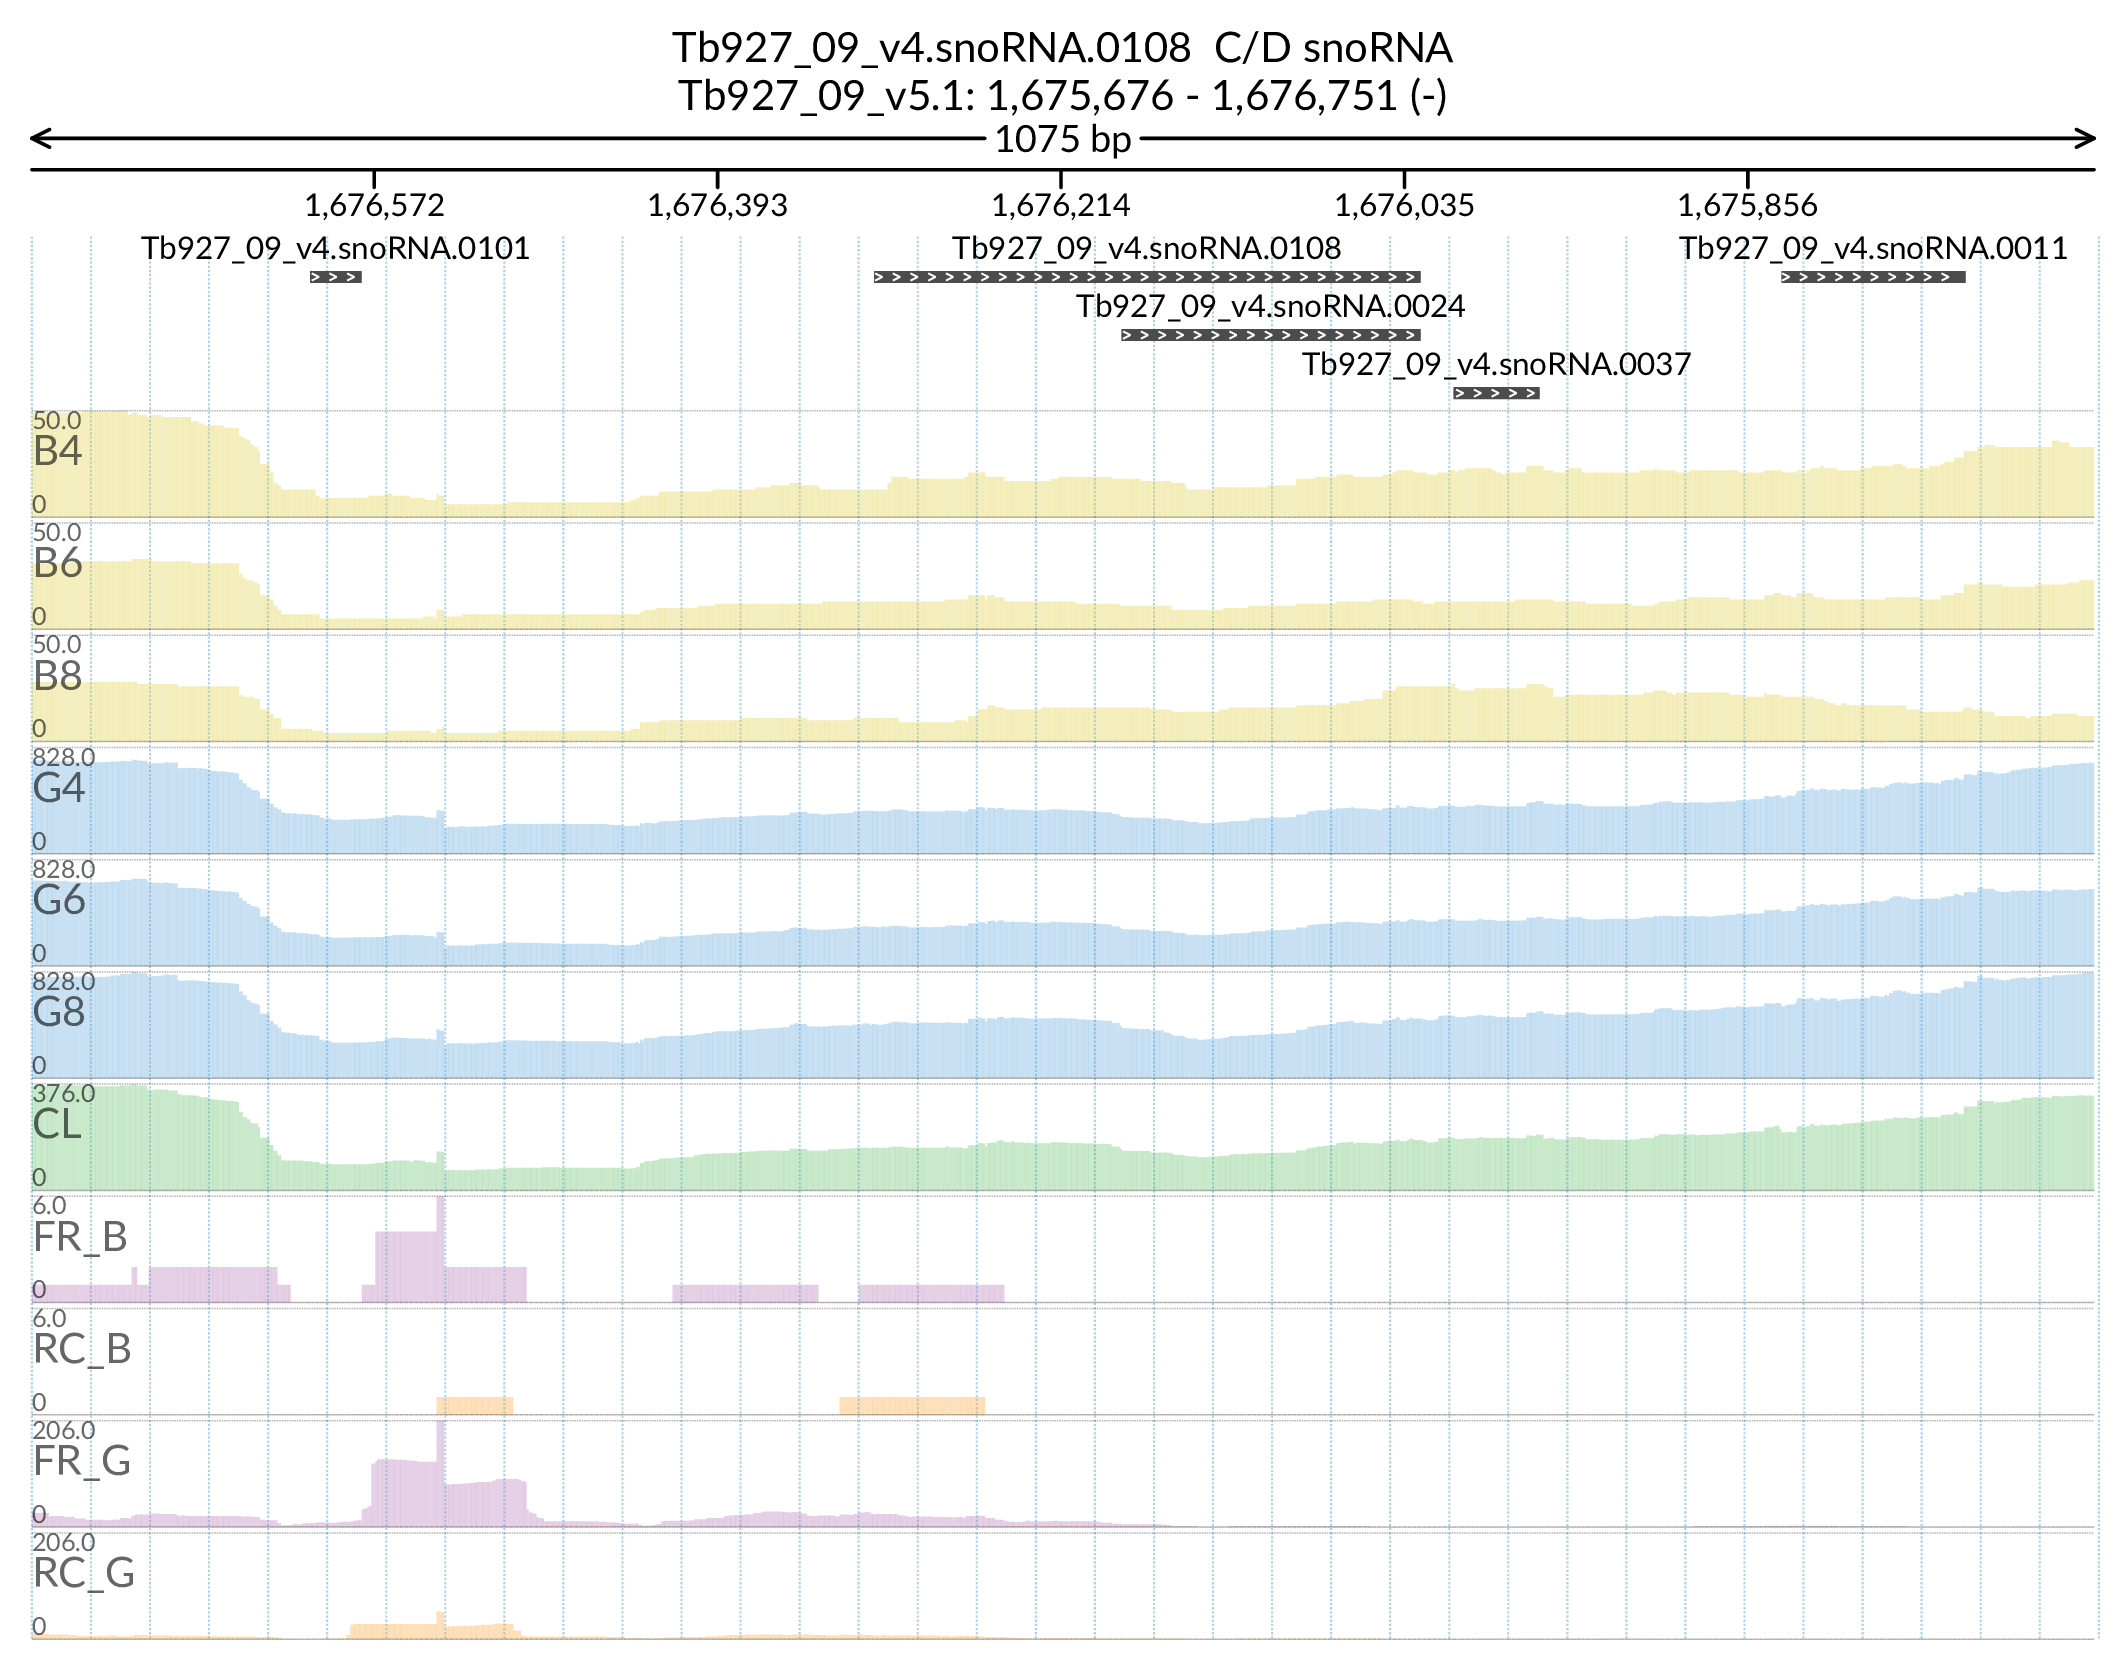 Tb927_09_v4.snoRNA.0108 C/D snoRNA
Tb927_09_v5.1: 1,675,676 - 1,676,751 (-)
1075 bp
1,676,572 1,676,393 1,676,214 1,676,035 1,675,856
Tb927_09_v4.snoRNA.0101 Tb927_09_v4.snoRNA.0108 Tb927_09_v4.snoRNA.0011
Tb927_09_v4.snoRNA.0024
Tb927_09_v4.snoRNA.0037
50.0
B4
0
50.0
B6
0
50.0
B8
0
828.0
G4
0
828.0
G6
0
828.0
G8
0
376.0
CL
0
6.0
FR_B
0
6.0
RC_B
0
206.0
FR_G
0
206.0
RC_G
0